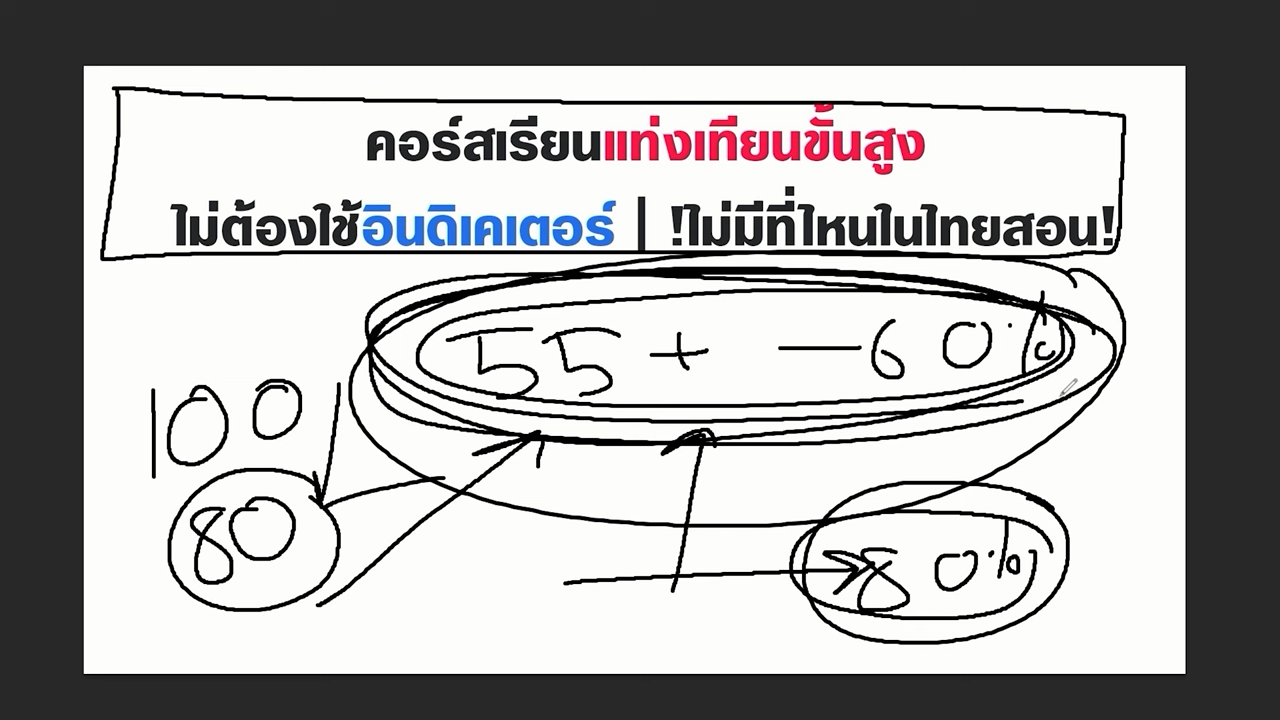 คอร์สเรียนแท่งเทียนขั้นสูง
ไม่ต้องใช้อินดิเคเตอร์ | !ไม่มีที่ไหนในไทยสอน!
55 + — 60%
100
80
80%